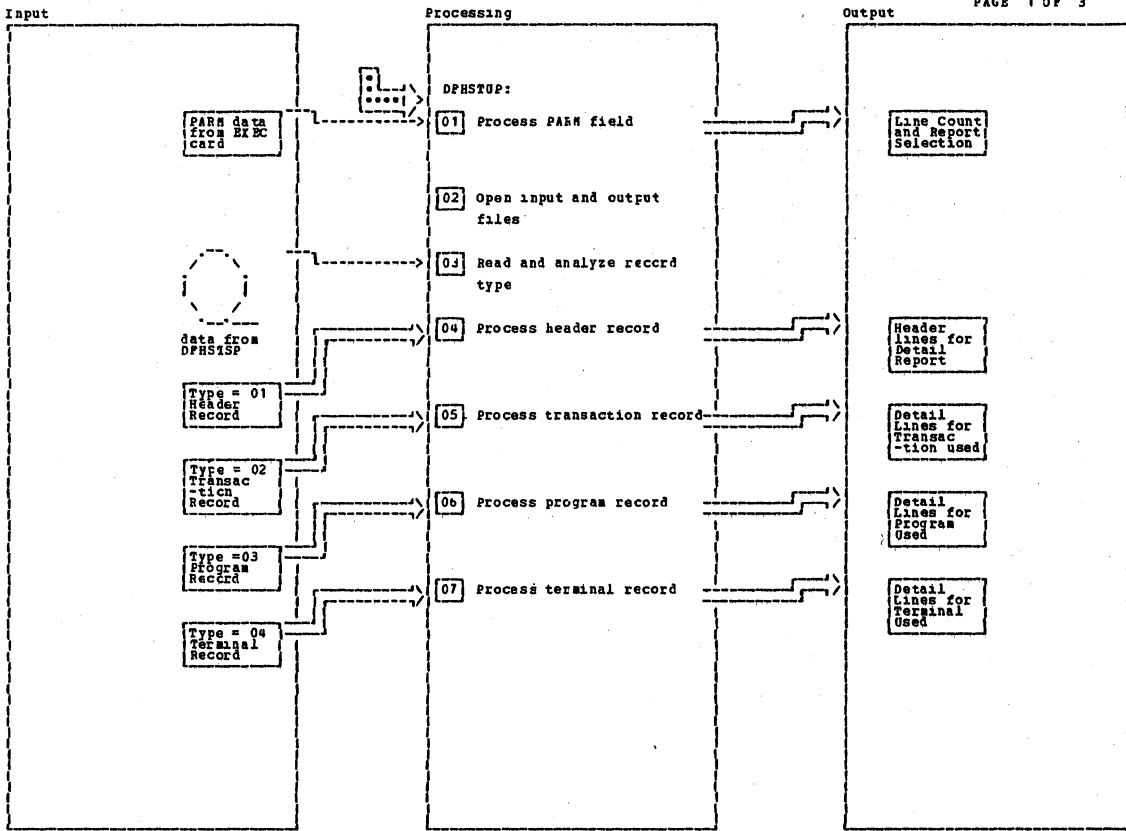 PAGE 1 OF 3
Input
Processing
Output
DFHSTUP:
PARM data
from EXEC
card
01 Process PARM field
Line Count
and Report
Selection
02 Open input and output
files
03 Read and analyze record
type
data from
DFHSTSP
04 Process header record
Header
lines for
Detail
Report
Type = 01
Header
Record
05 Process transaction record
Detail
Lines for
Transac
-tion used
Type = 02
Transac
-tion
Record
06 Process program record
Detail
Lines for
Program
Used
Type =03
Program
Record
07 Process terminal record
Detail
Lines for
Terminal
Used
Type = 04
Terminal
Record